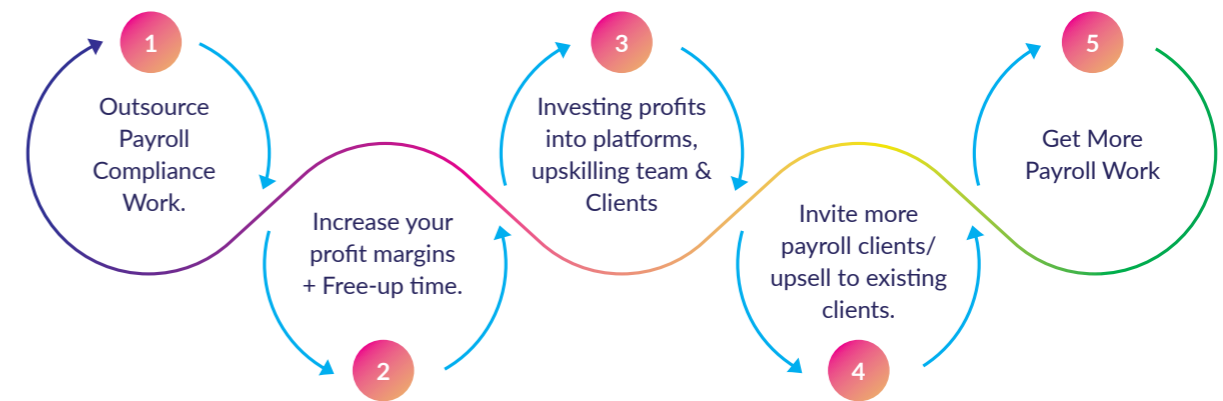 1
Outsource
Payroll
Compliance
Work.
Increase your
profit margins
+ Free-up time.
2
3
Investing profits
into platforms,
upskilling team &
Clients
Invite more
payroll clients/
upsell to existing
clients.
4
5
Get More
Payroll Work